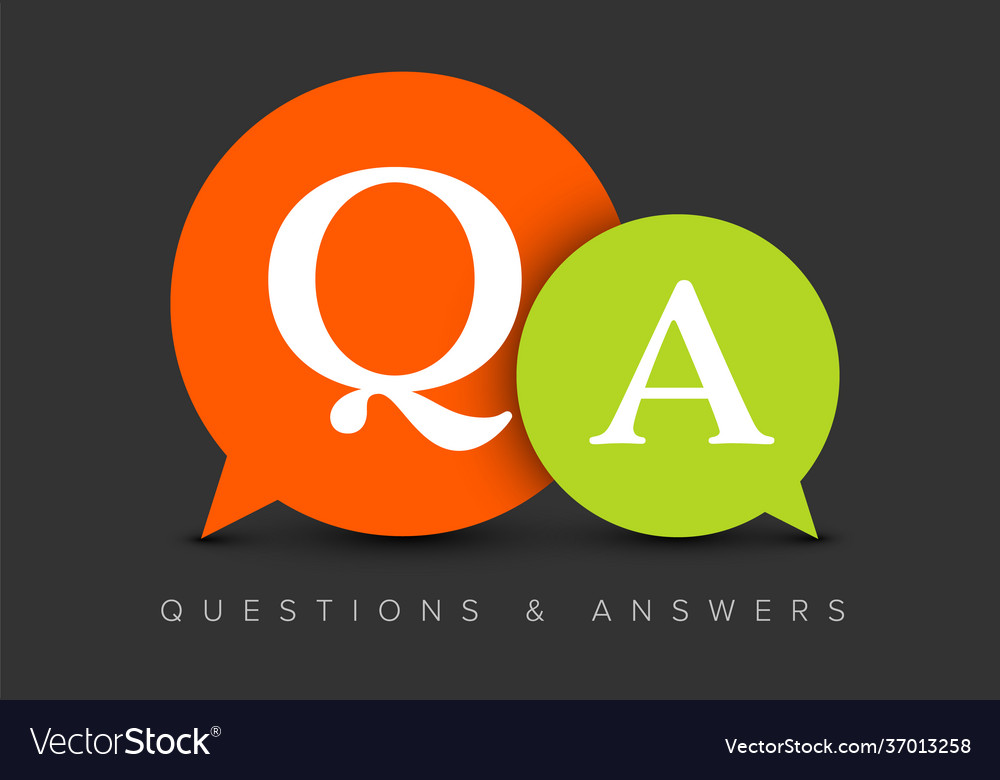 Q A
QUESTIONS & ANSWERS
VectorStock® VectorStock.com/37013258